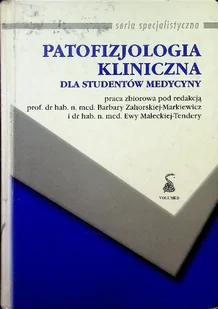 seria specjalistyczna
PATOFIZJOLOGIA
KLINICZNA
DLA STUDENTÓW MEDYCYNY
praca zbiorowa pod redakcją
prof. dr hab. n. med. Barbary Zahorskiej-Markiewicz
i dr hab. n. med. Ewy Małeckiej-Tendery
VOLUMED